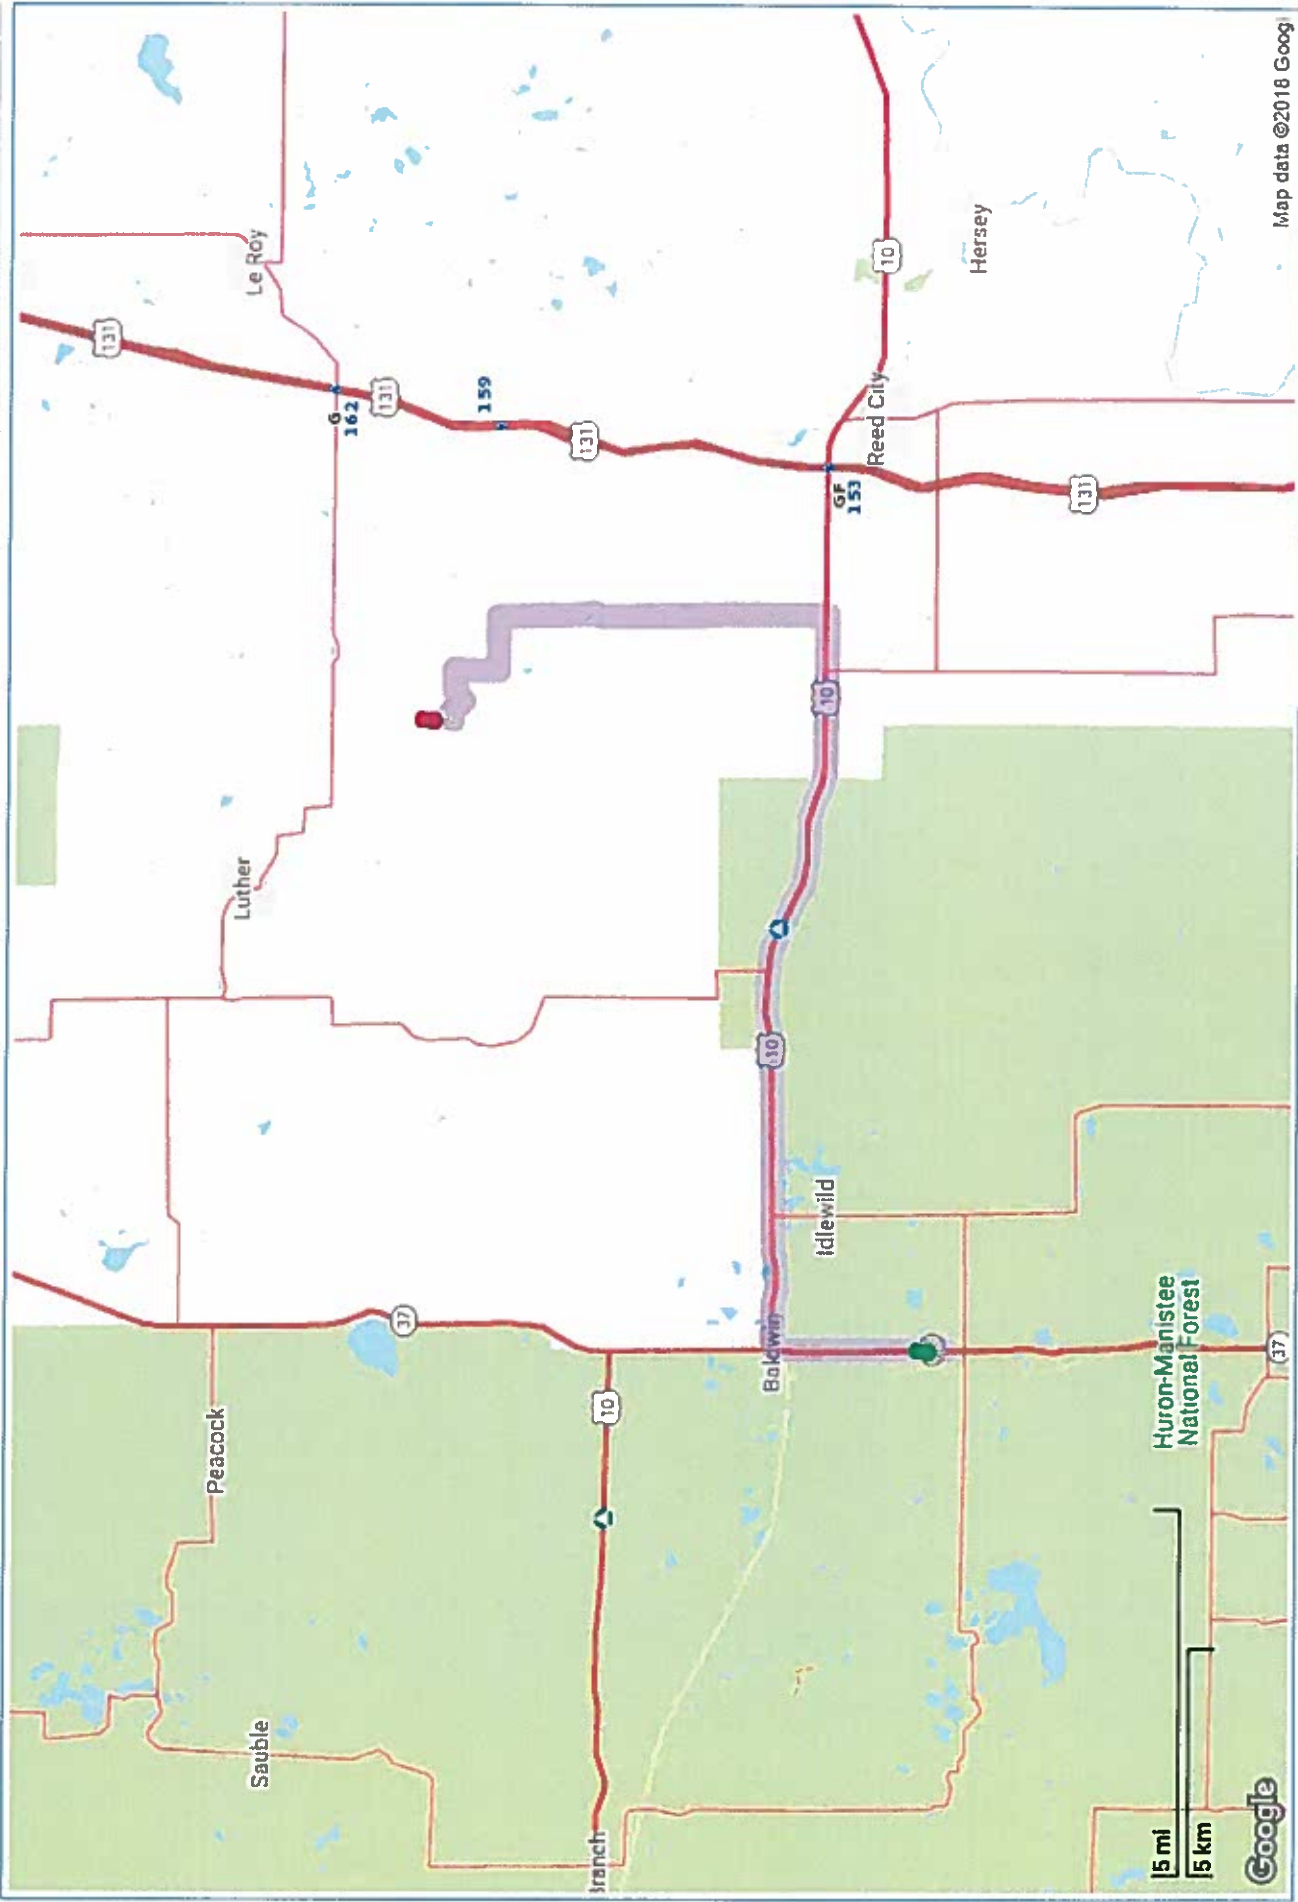 131
Peacock
Luther
Le Roy
Sauble
G
162
131
37
159
131
ranch
10
Baldwin
10
Idlewild
10
GF
153
Reed City
10
Hersey
131
Huron-Manistee
National Forest
5 mi
5 km
Google
37
Map data ©2018 Goog